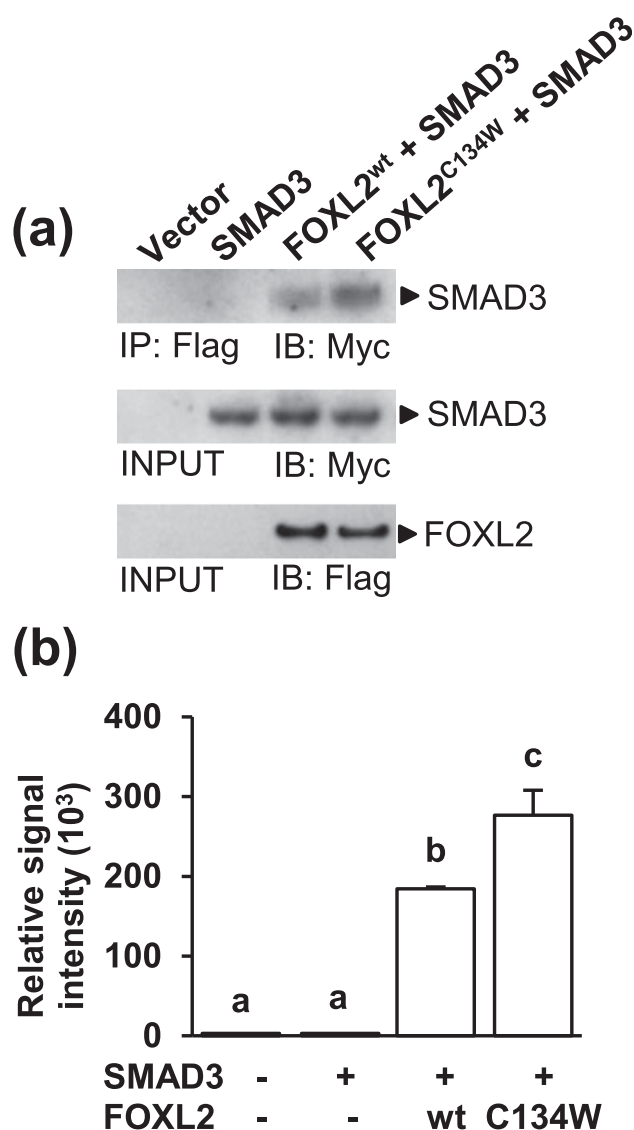 (a)
Vector
SMAD3
FOXL2wt + SMAD3
FOXL2C134W + SMAD3
SMAD3
IP: Flag IB: Myc
SMAD3
INPUT IB: Myc
FOXL2
INPUT IB: Flag
(b)
Relative signal
intensity (10³)
400
300
200
100
0
a
a
b
c
SMAD3 - + + +
FOXL2 - - wt C134W